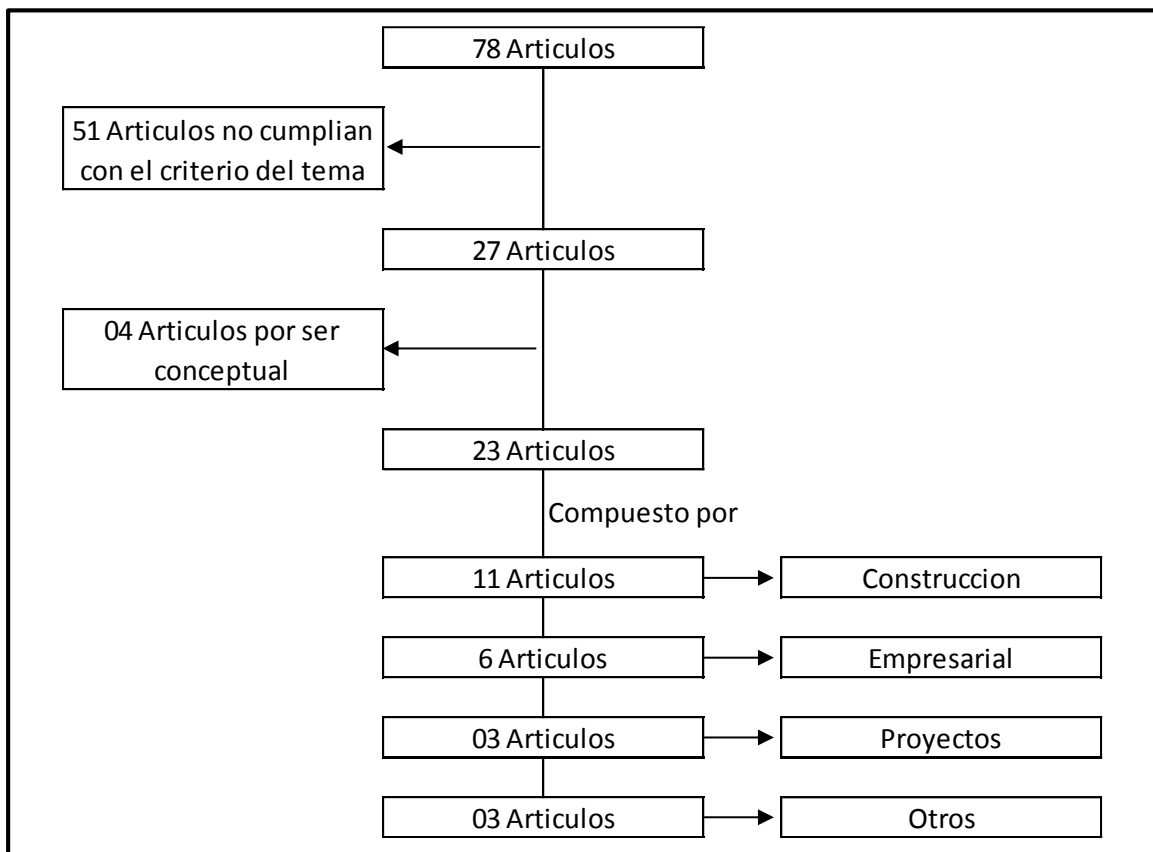 78 Articulos
51 Articulos no cumplian
con el criterio del tema
27 Articulos
04 Articulos por ser
conceptual
23 Articulos
Compuesto por
11 Articulos
Construccion
6 Articulos
Empresarial
03 Articulos
Proyectos
03 Articulos
Otros